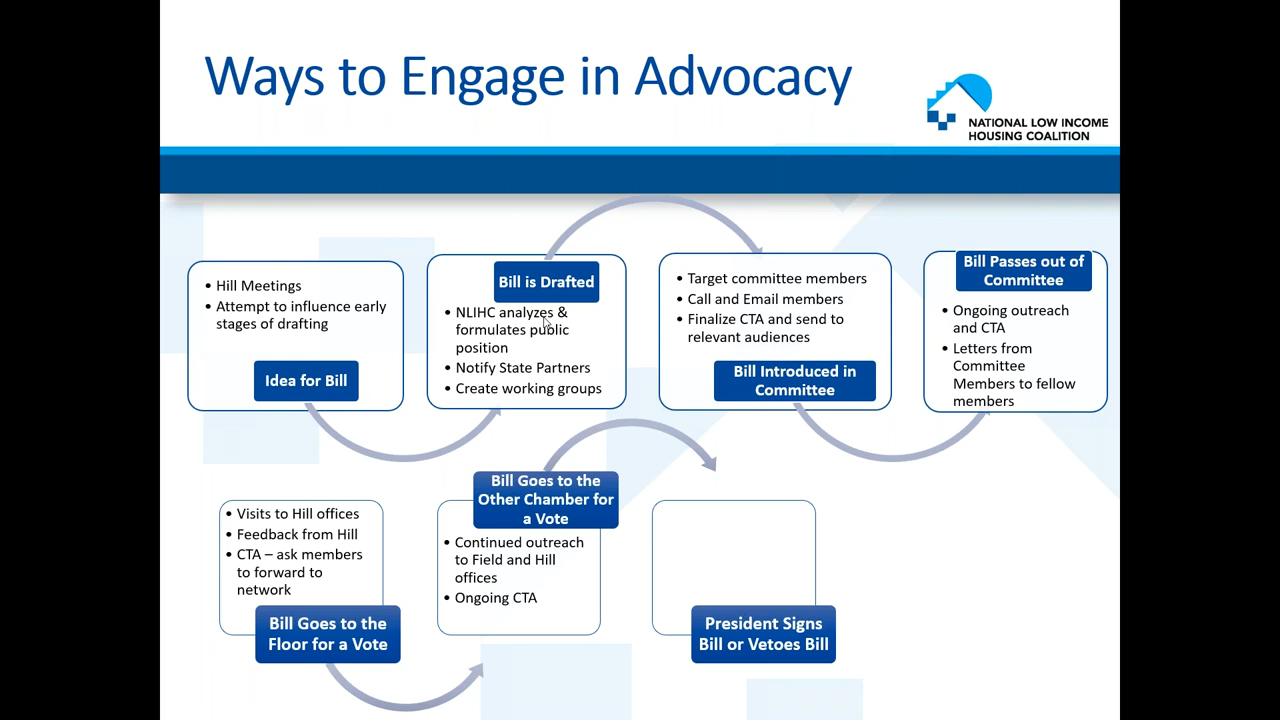 Ways to Engage in Advocacy
NATIONAL LOW INCOME
HOUSING COALITION
• Hill Meetings
• Attempt to influence early
stages of drafting
Idea for Bill
Bill is Drafted
• NLIHC analyzes &
formulates public
position
• Notify State Partners
• Create working groups
• Target committee members
• Call and Email members
• Finalize CTA and send to
relevant audiences
Bill Introduced in
Committee
Bill Passes out of
Committee
• Ongoing outreach
and CTA
• Letters from
Committee
Members to fellow
members
• Visits to Hill offices
• Feedback from Hill
• CTA – ask members
to forward to
network
Bill Goes to the
Floor for a Vote
Bill Goes to the
Other Chamber for
a Vote
• Continued outreach
to Field and Hill
offices
• Ongoing CTA
President Signs
Bill or Vetoes Bill